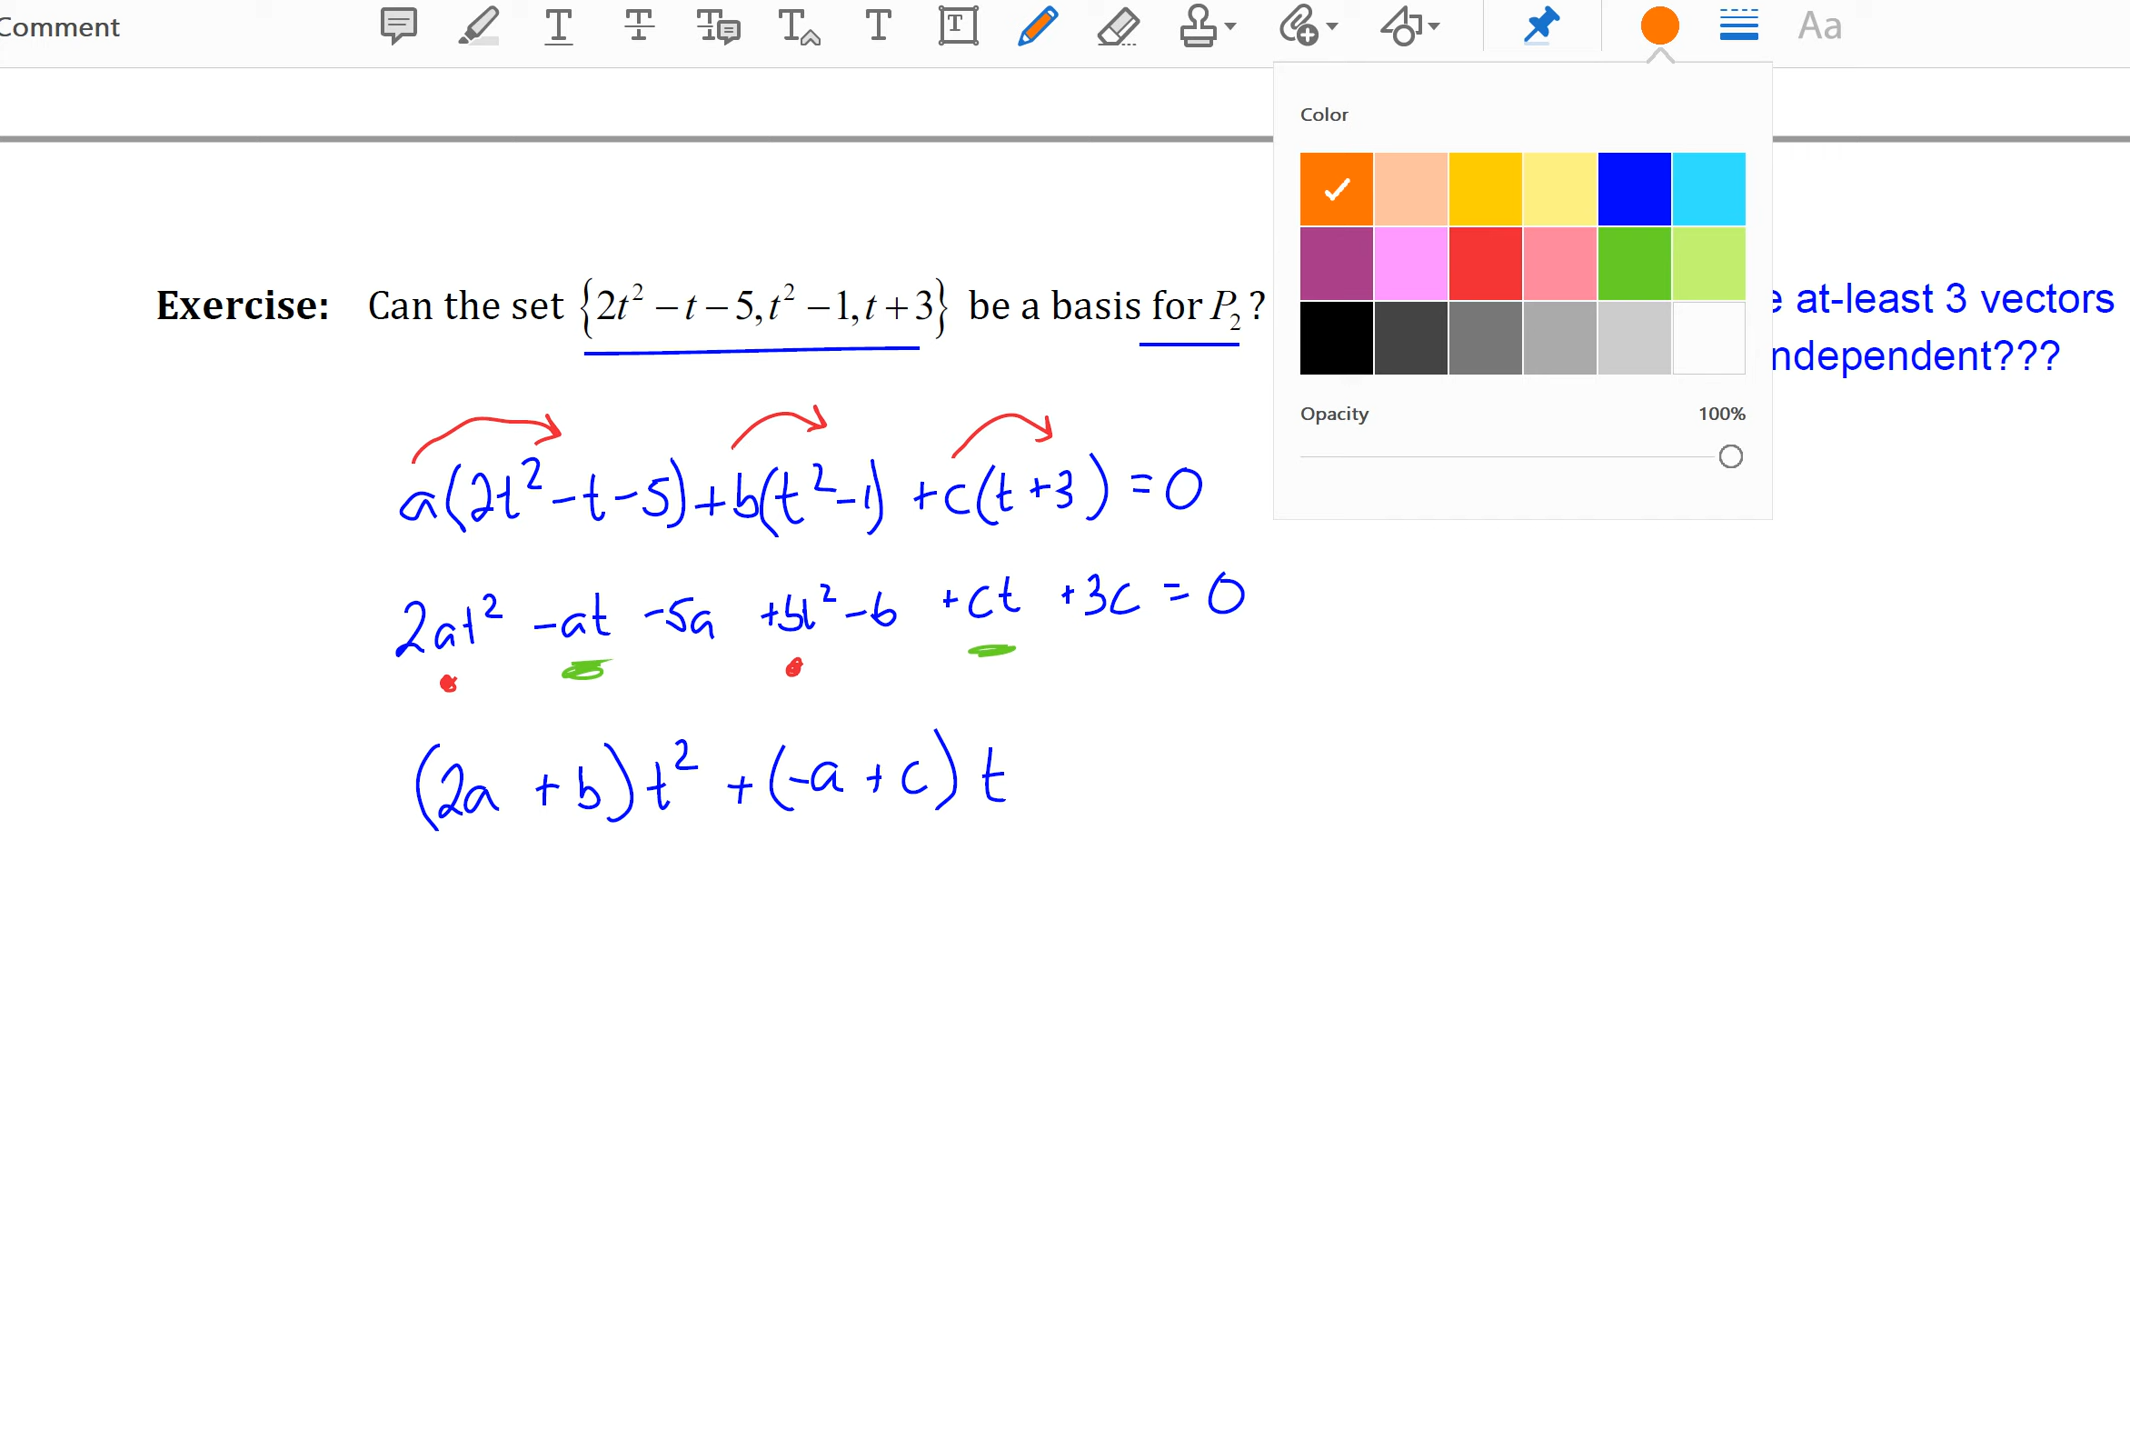 Comment T T T T T T Aa
Color
Exercise: Can the set {2t² − t − 5, t² − 1, t + 3} be a basis for P₂?
at-least 3 vectors
ndependent???
Opacity 100%
a(2t² − t − 5) + b(t² − 1) + c(t + 3) = 0
2at² − at − 5a + bt² − b + ct + 3c = 0
(2a + b)t² + (−a + c)t